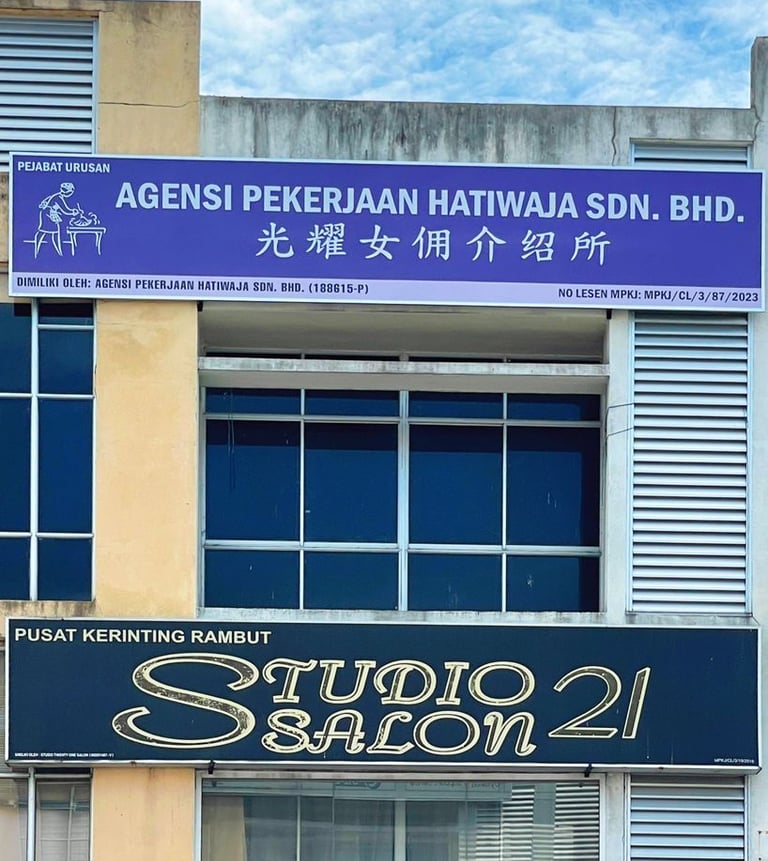 PEJABAT URUSAN
AGENSI PEKERJAAN HATIWAJA SDN. BHD.
光耀女佣介绍所
DIMILIKI OLEH: AGENSI PEKERJAAN HATIWAJA SDN. BHD. (188615-P)
NO LESEN MPKJ: MPKJ/CL/3/87/2023
PUSAT KERINTING RAMBUT
STUDIO
SALON 21